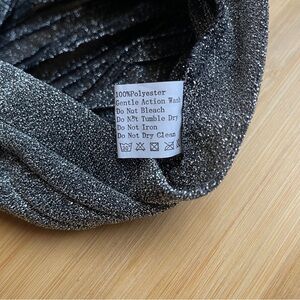 100%Polyester
Gentle Action Wash
Do Not Bleach
Do Not Tumble Dry
Do Not Iron
Do Not Dry Clean